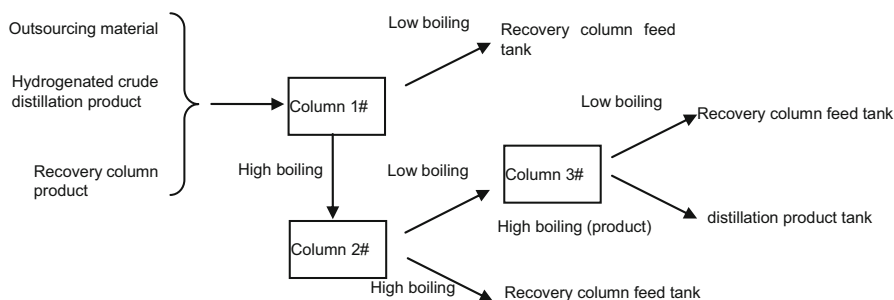 Outsourcing material
Hydrogenated crude
distillation product
Recovery column
product
Column 1#
Low boiling
Recovery column feed
tank
High boiling
Column 2#
Low boiling
Column 3#
High boiling (product)
Low boiling
Recovery column feed tank
distillation product tank
High boiling
Recovery column feed tank